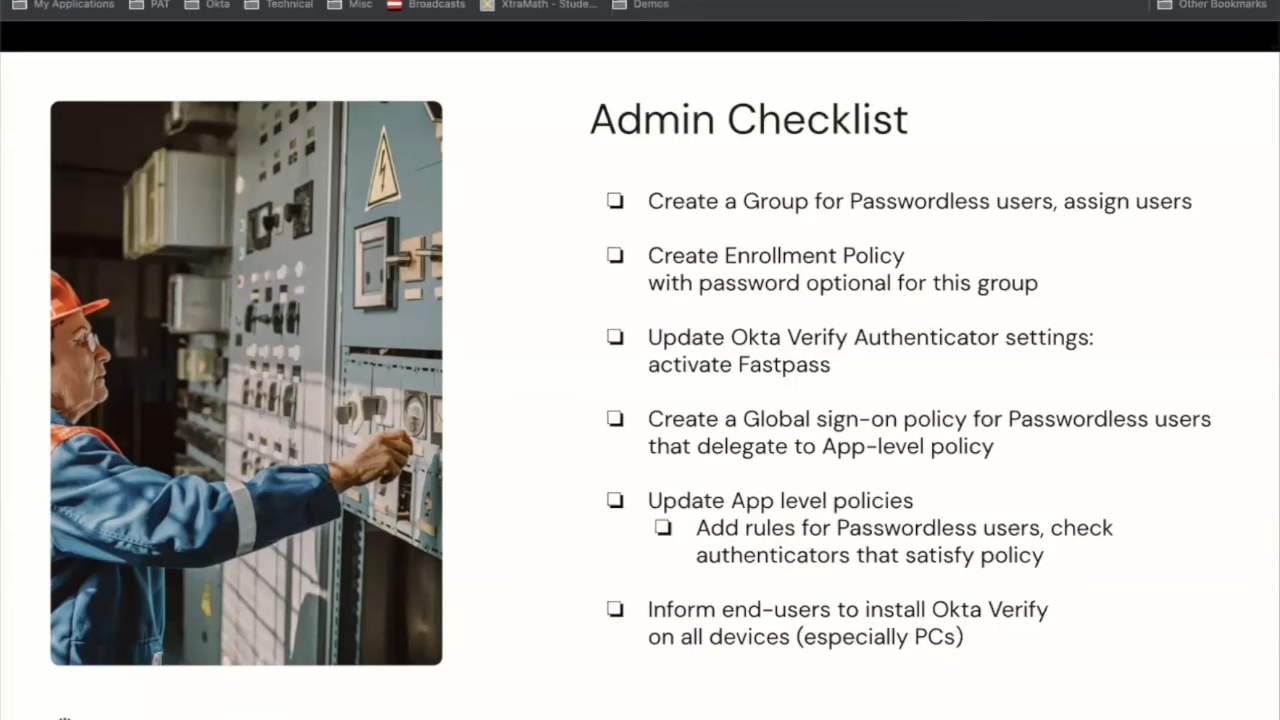 My Applications
PAT
Okta
Technical
Misc
Broadcasts
XtraMath - Stude...
Demos
Other Bookmarks
Admin Checklist
❏ Create a Group for Passwordless users, assign users
❏ Create Enrollment Policy
with password optional for this group
❏ Update Okta Verify Authenticator settings:
activate Fastpass
❏ Create a Global sign-on policy for Passwordless users
that delegate to App-level policy
❏ Update App level policies
❏ Add rules for Passwordless users, check
authenticators that satisfy policy
❏ Inform end-users to install Okta Verify
on all devices (especially PCs)